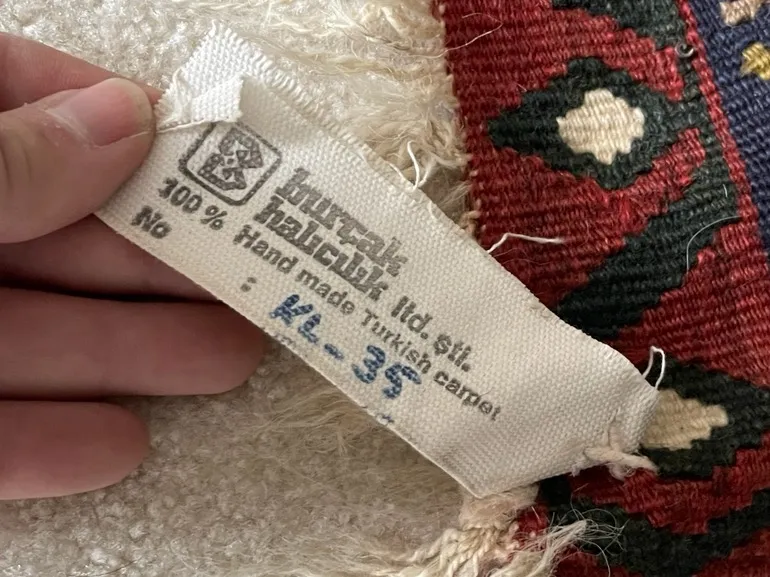 burçak
halıcılık ltd. şti.
100% Hand made Turkish carpet
No : KL-35